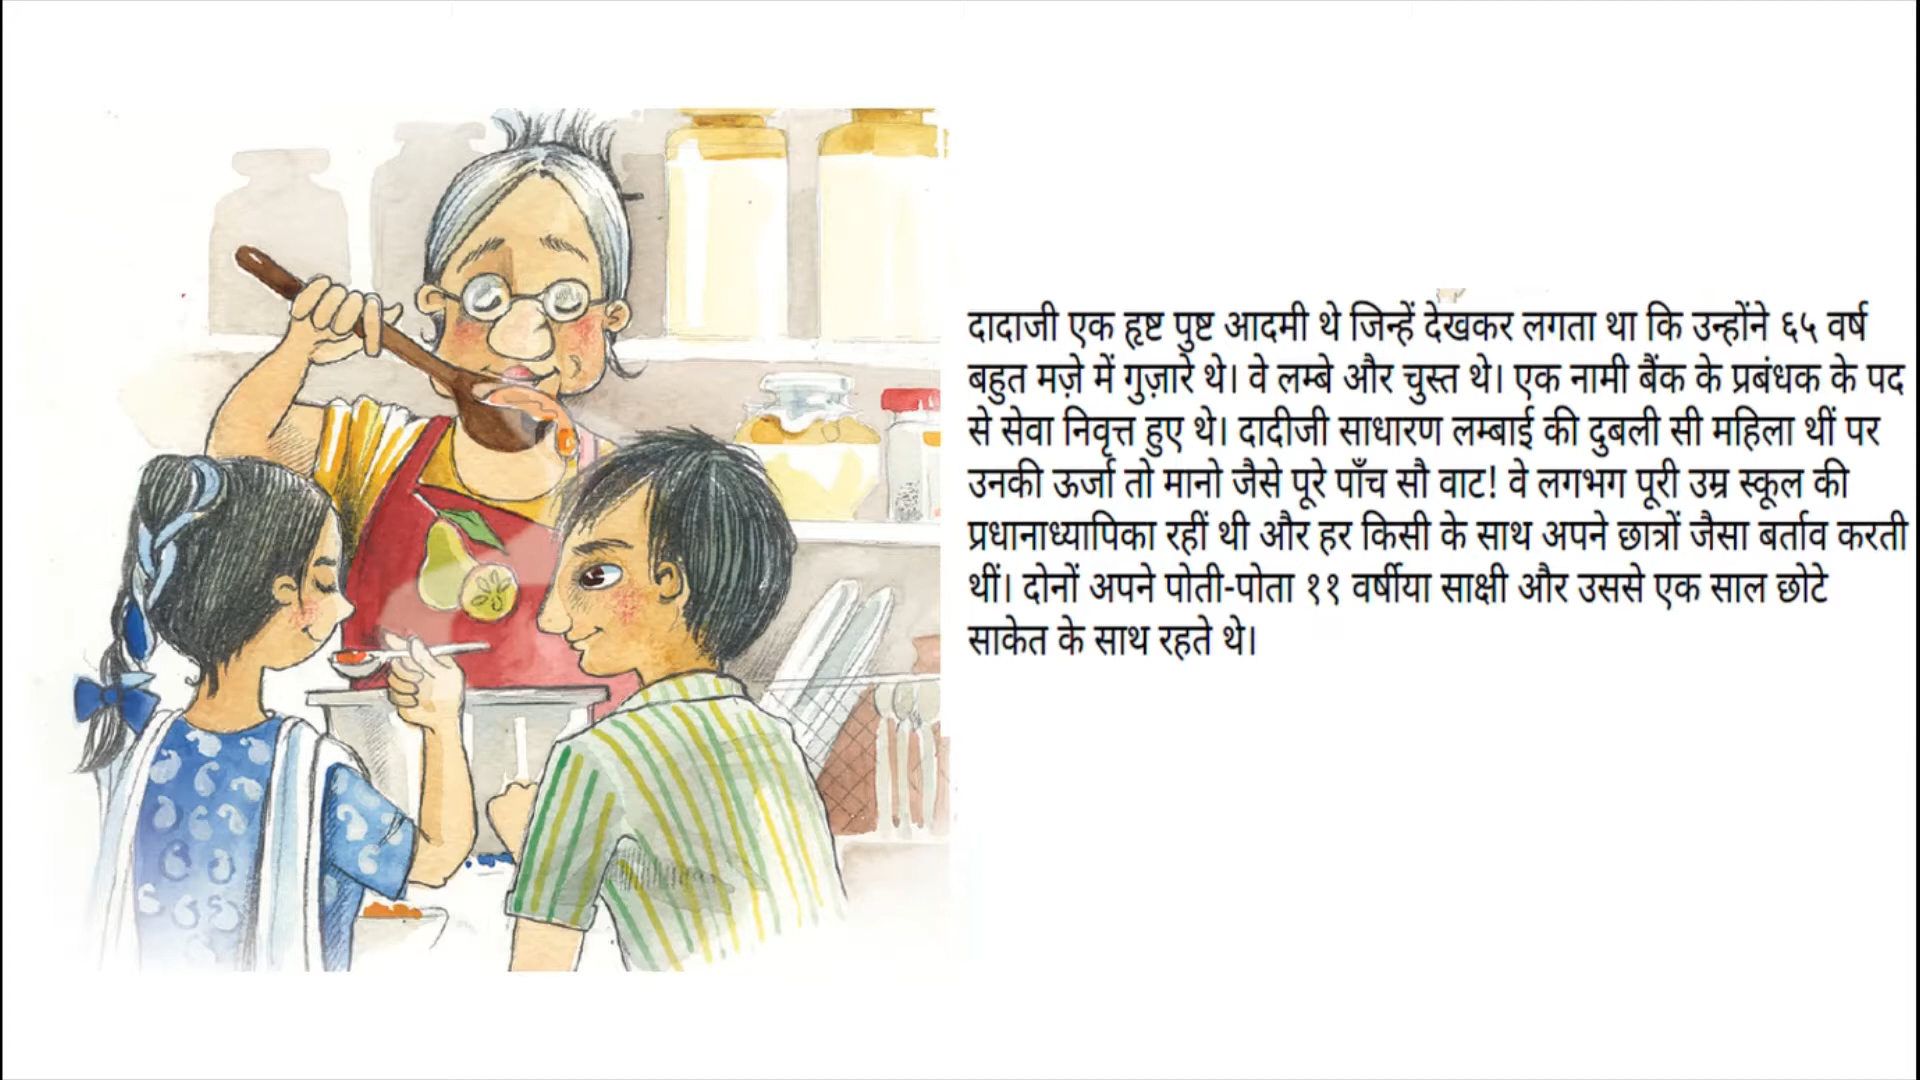 दादाजी एक हृष्ट पुष्ट आदमी थे जिन्हें देखकर लगता था कि उन्होंने ६५ वर्ष
बहुत मज़े में गुज़ारे थे। वे लम्बे और चुस्त थे। एक नामी बैंक के प्रबंधक के पद
से सेवा निवृत्त हुए थे। दादीजी साधारण लम्बाई की दुबली सी महिला थीं पर
उनकी ऊर्जा तो मानो जैसे पूरे पाँच सौ वाट! वे लगभग पूरी उम्र स्कूल की
प्रधानाध्यापिका रहीं थी और हर किसी के साथ अपने छात्रों जैसा बर्ताव करती
थीं। दोनों अपने पोती-पोता ११ वर्षीया साक्षी और उससे एक साल छोटे
साकेत के साथ रहते थे।